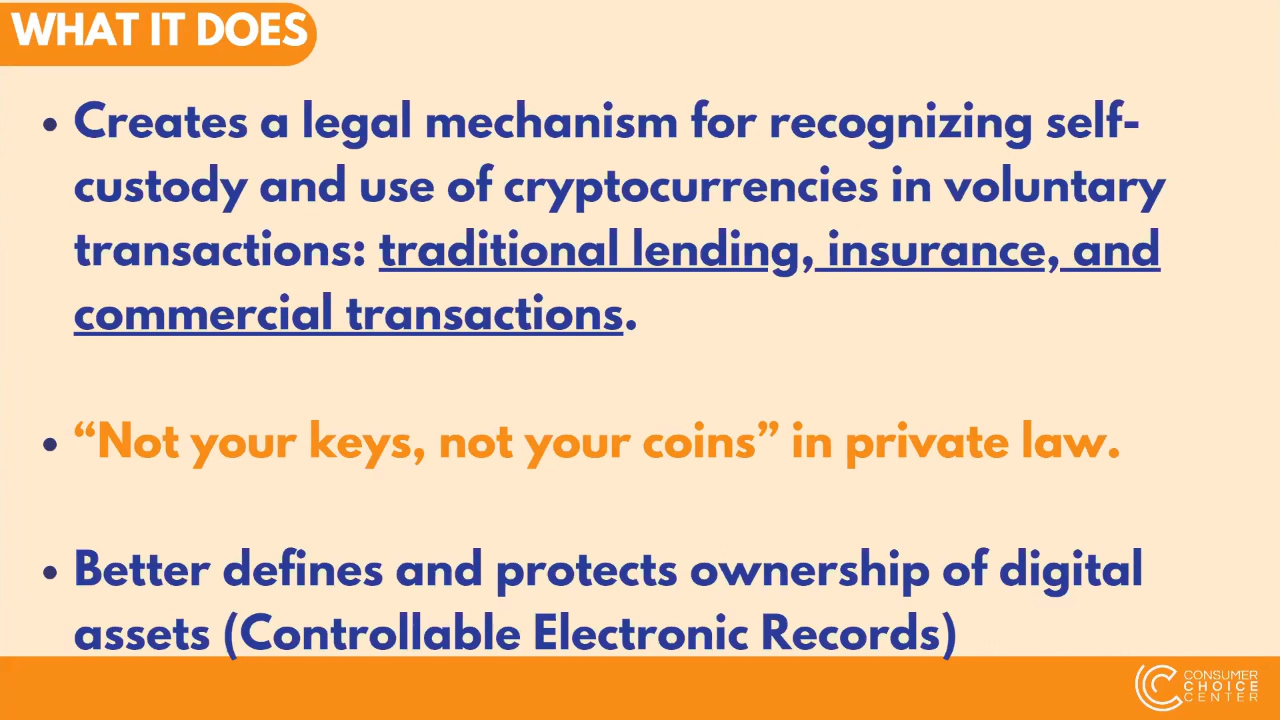 WHAT IT DOES
• Creates a legal mechanism for recognizing self-
custody and use of cryptocurrencies in voluntary
transactions: traditional lending, insurance, and
commercial transactions.
• “Not your keys, not your coins” in private law.
• Better defines and protects ownership of digital
assets (Controllable Electronic Records)
CONSUMER
CHOICE
CENTER